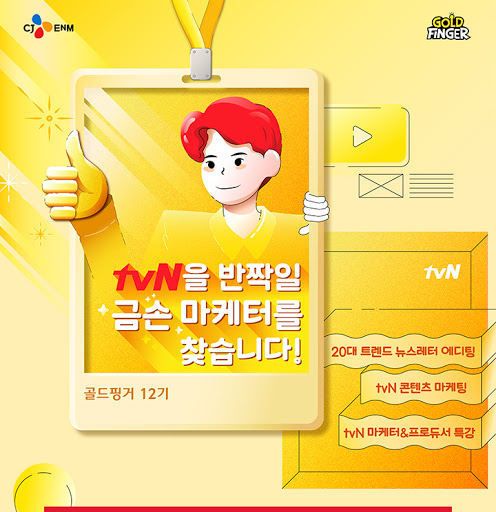 CJ ENM
GOLD
FINGER
tvN을 반짝일
금손 마케터를
찾습니다!
골드핑거 12기
tvN
20대 트렌드 뉴스레터 에디팅
tvN 콘텐츠 마케팅
tvN 마케터&프로듀서 특강